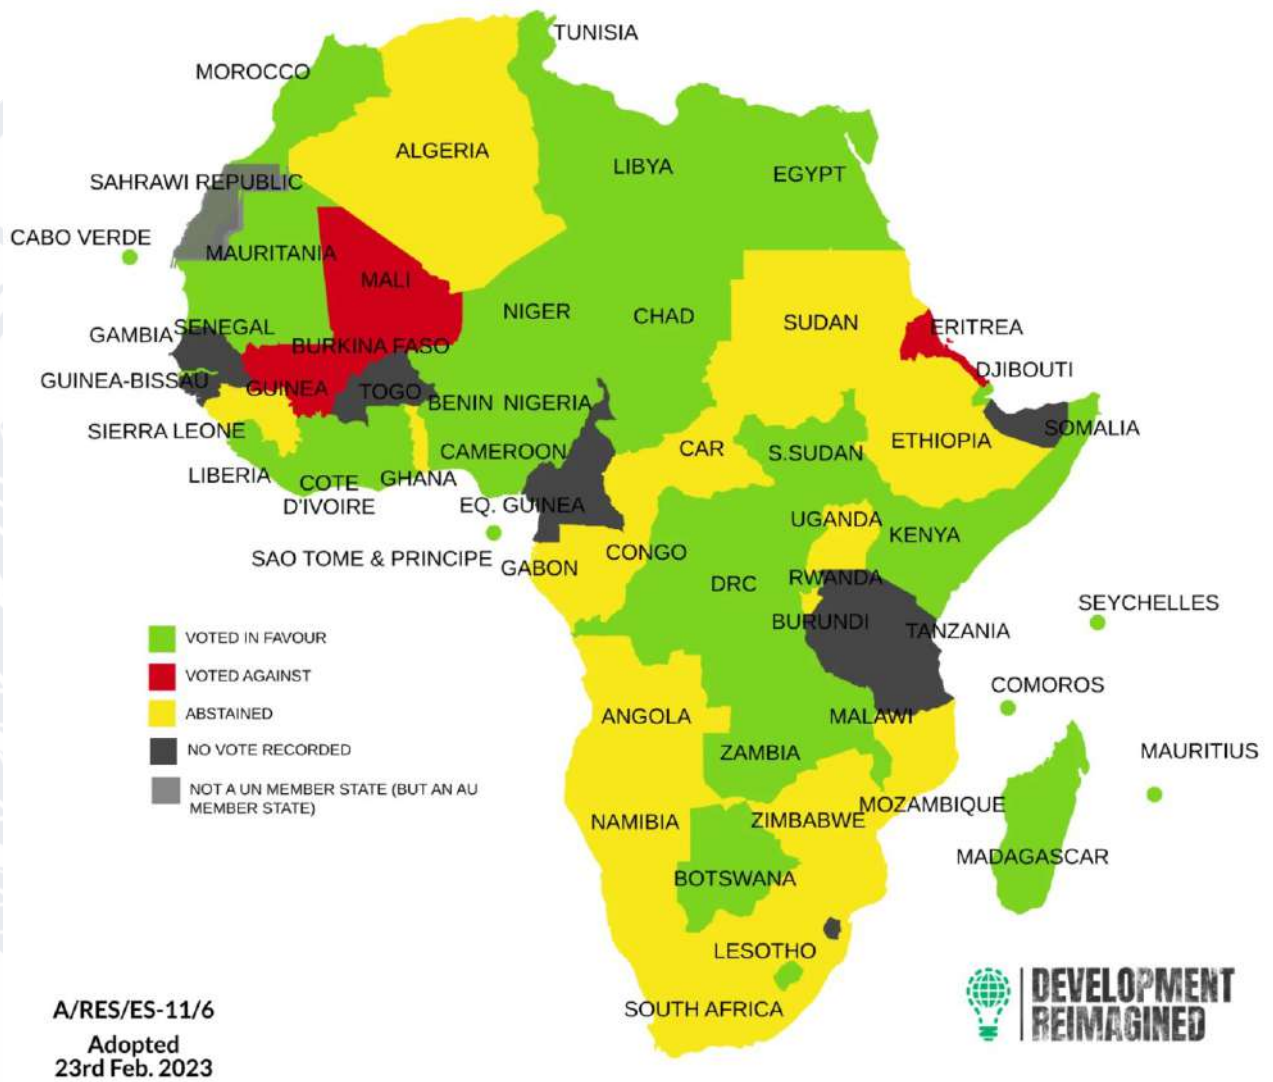 TUNISIA
MOROCCO
ALGERIA
LIBYA
EGYPT
SAHRAWI REPUBLIC
CABO VERDE
MAURITANIA
MALI
NIGER
CHAD
SUDAN
ERITREA
GAMBIA
SENEGAL
BURKINA FASO
DJIBOUTI
GUINEA-BISSAU
GUINEA
TOGO
BENIN
NIGERIA
SOMALIA
SIERRA LEONE
CAMEROON
CAR
S.SUDAN
ETHIOPIA
LIBERIA
COTE
D'IVOIRE
GHANA
EQ. GUINEA
UGANDA
KENYA
SAO TOME & PRINCIPE
GABON
CONGO
DRC
RWANDA
SEYCHELLES
BURUNDI
TANZANIA
VOTED IN FAVOUR
VOTED AGAINST
ABSTAINED
NO VOTE RECORDED
NOT A UN MEMBER STATE (BUT AN AU
MEMBER STATE)
COMOROS
ANGOLA
MALAWI
ZAMBIA
MAURITIUS
NAMIBIA
ZIMBABWE
MOZAMBIQUE
MADAGASCAR
BOTSWANA
LESOTHO
SOUTH AFRICA
A/RES/ES-11/6
Adopted
23rd Feb. 2023
DEVELOPMENT
REIMAGINED